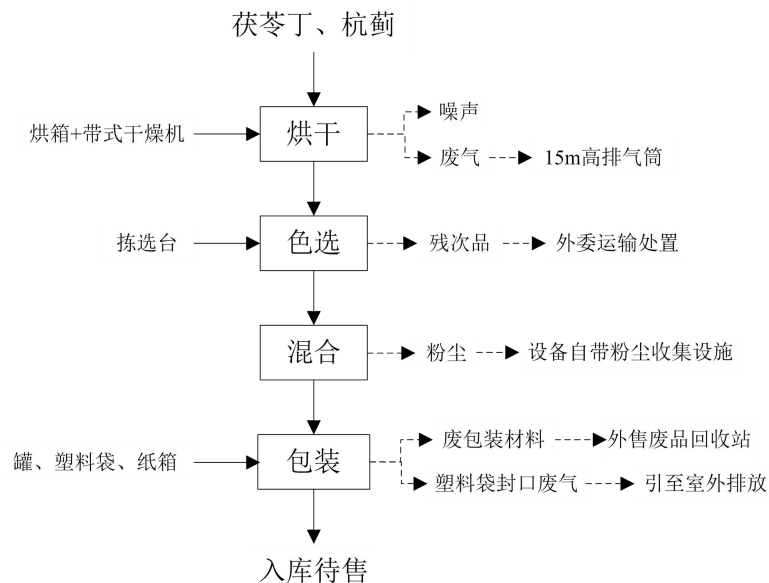 茯苓丁、杭蓟
烘箱+带式干燥机
烘干
噪声
废气
15m高排气筒
拣选台
色选
残次品
外委运输处置
混合
粉尘
设备自带粉尘收集设施
罐、塑料袋、纸箱
包装
废包装材料
外售废品回收站
塑料袋封口废气
引至室外排放
入库待售